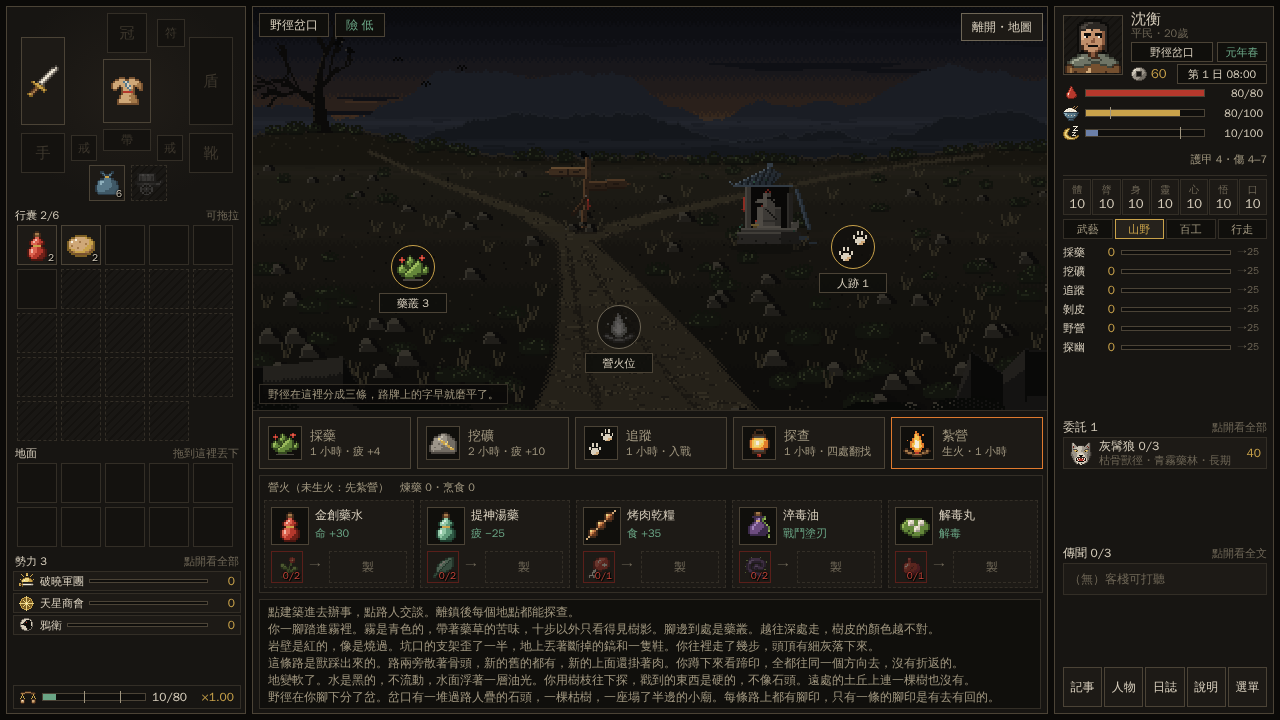 冠
符
盾
手
戒
帶
戒
靴
6
行囊 2/6
可拖拉
2
2
地面
拖到這裡丟下
勢力 3
點開看全部
破曉軍團
0
天星商會
0
鴉衛
0
10/80
×1.00
野徑岔口
險 低
離開・地圖
藥叢 3
人跡 1
營火位
野徑在這裡分成三條，路牌上的字早就磨平了。
採藥
1 小時・疲 +4
挖礦
2 小時・疲 +10
追蹤
1 小時・入戰
探查
1 小時・四處翻找
紮營
生火・1 小時
營火（未生火：先紮營）
煉藥 0・烹食 0
金創藥水
命 +30
0/2
→
製
提神湯藥
疲 −25
0/2
→
製
烤肉乾糧
食 +35
0/1
→
製
淬毒油
戰鬥塗刃
0/2
→
製
解毒丸
解毒
0/1
→
製
點建築進去辦事，點路人交談。離鎮後每個地點都能探查。
你一腳踏進霧裡。霧是青色的，帶著藥草的苦味，十步以外只看得見樹影。腳邊到處是藥叢。越往深處走，樹皮的顏色越不對。
岩壁是紅的，像是燒過。坑口的支架歪了一半，地上丟著斷掉的鎬和一隻鞋。你往裡走了幾步，頭頂有細灰落下來。
這條路是獸踩出來的。路兩旁散著骨頭，新的舊的都有，新的上面還掛著肉。你蹲下來看蹄印，全都往同一個方向去，沒有折返的。
地變軟了。水是黑的，不流動，水面浮著一層油光。你用樹枝往下探，戳到的東西是硬的，不像石頭。遠處的土丘上連一棵樹也沒有。
野徑在你腳下分了岔。岔口有一堆過路人疊的石頭，一棵枯樹，一座塌了半邊的小廟。每條路上都有腳印，只有一條的腳印是有去有回的。
沈衡
平民・20歲
野徑岔口
元年春
60
第 1 日 08:00
80/80
80/100
10/100
護甲 4・傷 4–7
體
臂
身
靈
心
悟
口
10
10
10
10
10
10
10
武藝
山野
百工
行走
採藥
0
→25
挖礦
0
→25
追蹤
0
→25
剝皮
0
→25
野營
0
→25
探幽
0
→25
委託 1
點開看全部
灰髯狼 0/3
枯骨獸徑・青霧藥林・長期
40
傳聞 0/3
點開看全文
（無）客棧可打聽
記事
人物
日誌
說明
選單